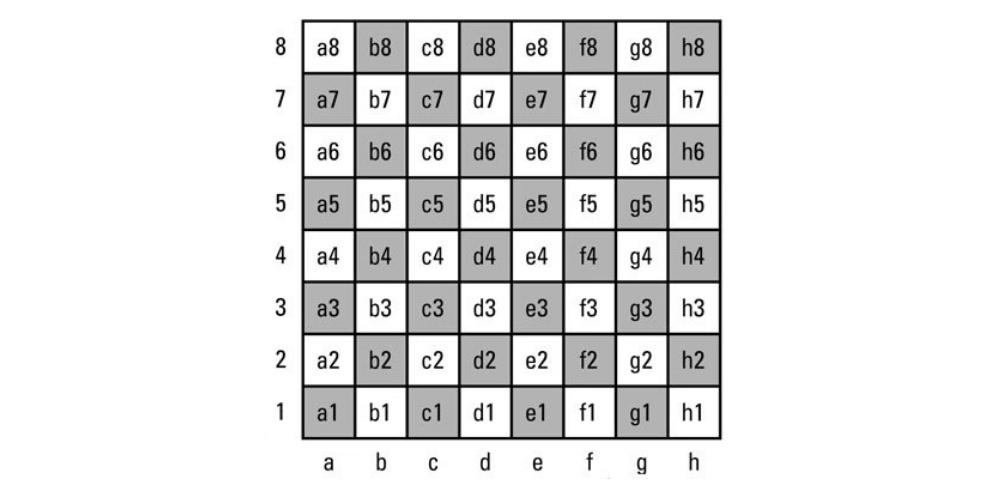 8 a8 b8 c8 d8 e8 f8 g8 h8
7 a7 b7 c7 d7 e7 f7 g7 h7
6 a6 b6 c6 d6 e6 f6 g6 h6
5 a5 b5 c5 d5 e5 f5 g5 h5
4 a4 b4 c4 d4 e4 f4 g4 h4
3 a3 b3 c3 d3 e3 f3 g3 h3
2 a2 b2 c2 d2 e2 f2 g2 h2
1 a1 b1 c1 d1 e1 f1 g1 h1
a b c d e f g h